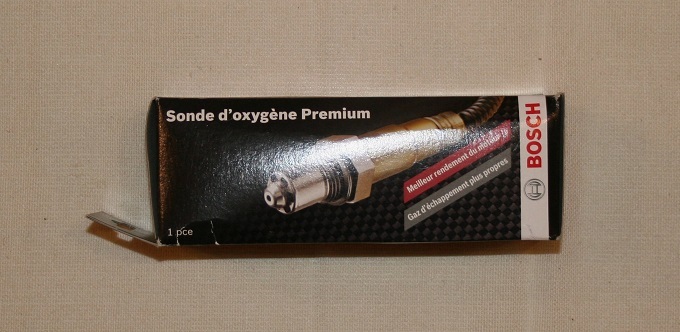 Sonde d'oxygène Premium
Meilleur rendement du moteur
Gaz d'échappement plus propres
1 pce
BOSCH